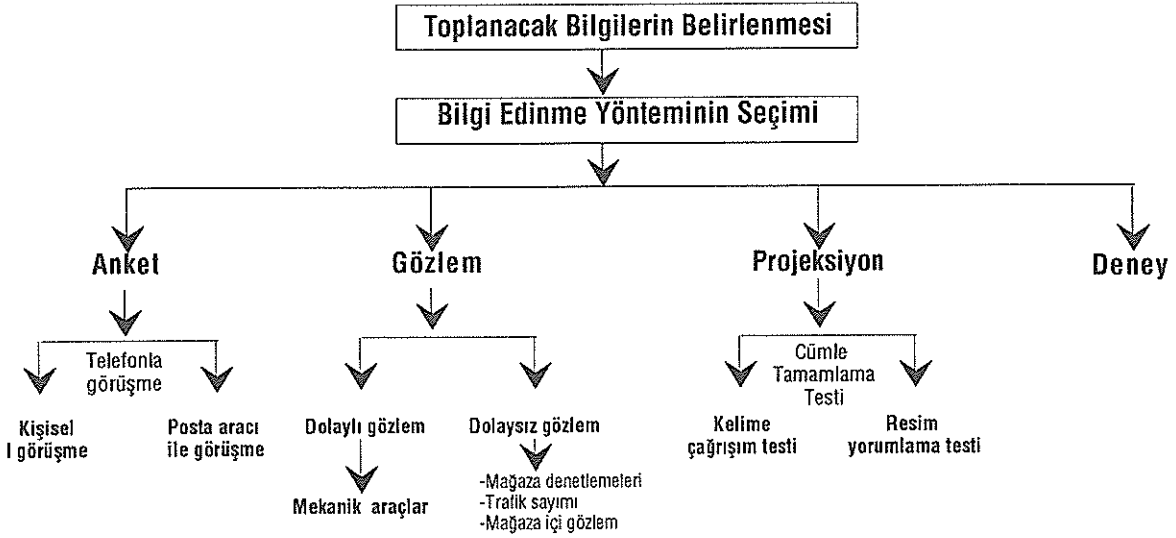 Toplanacak Bilgilerin Belirlenmesi
Bilgi Edinme Yönteminin Seçimi
Anket
Gözlem
Projeksiyon
Deney
Telefonla
görüşme
Cümle
Tamamlama
Testi
Kişisel
l görüşme
Posta aracı
ile görüşme
Dolaylı gözlem
Dolaysız gözlem
Kelime
çağrışım testi
Resim
yorumlama testi
Mekanik araçlar
-Mağaza denetlemeleri
-Trafik sayımı
-Mağaza içi gözlem